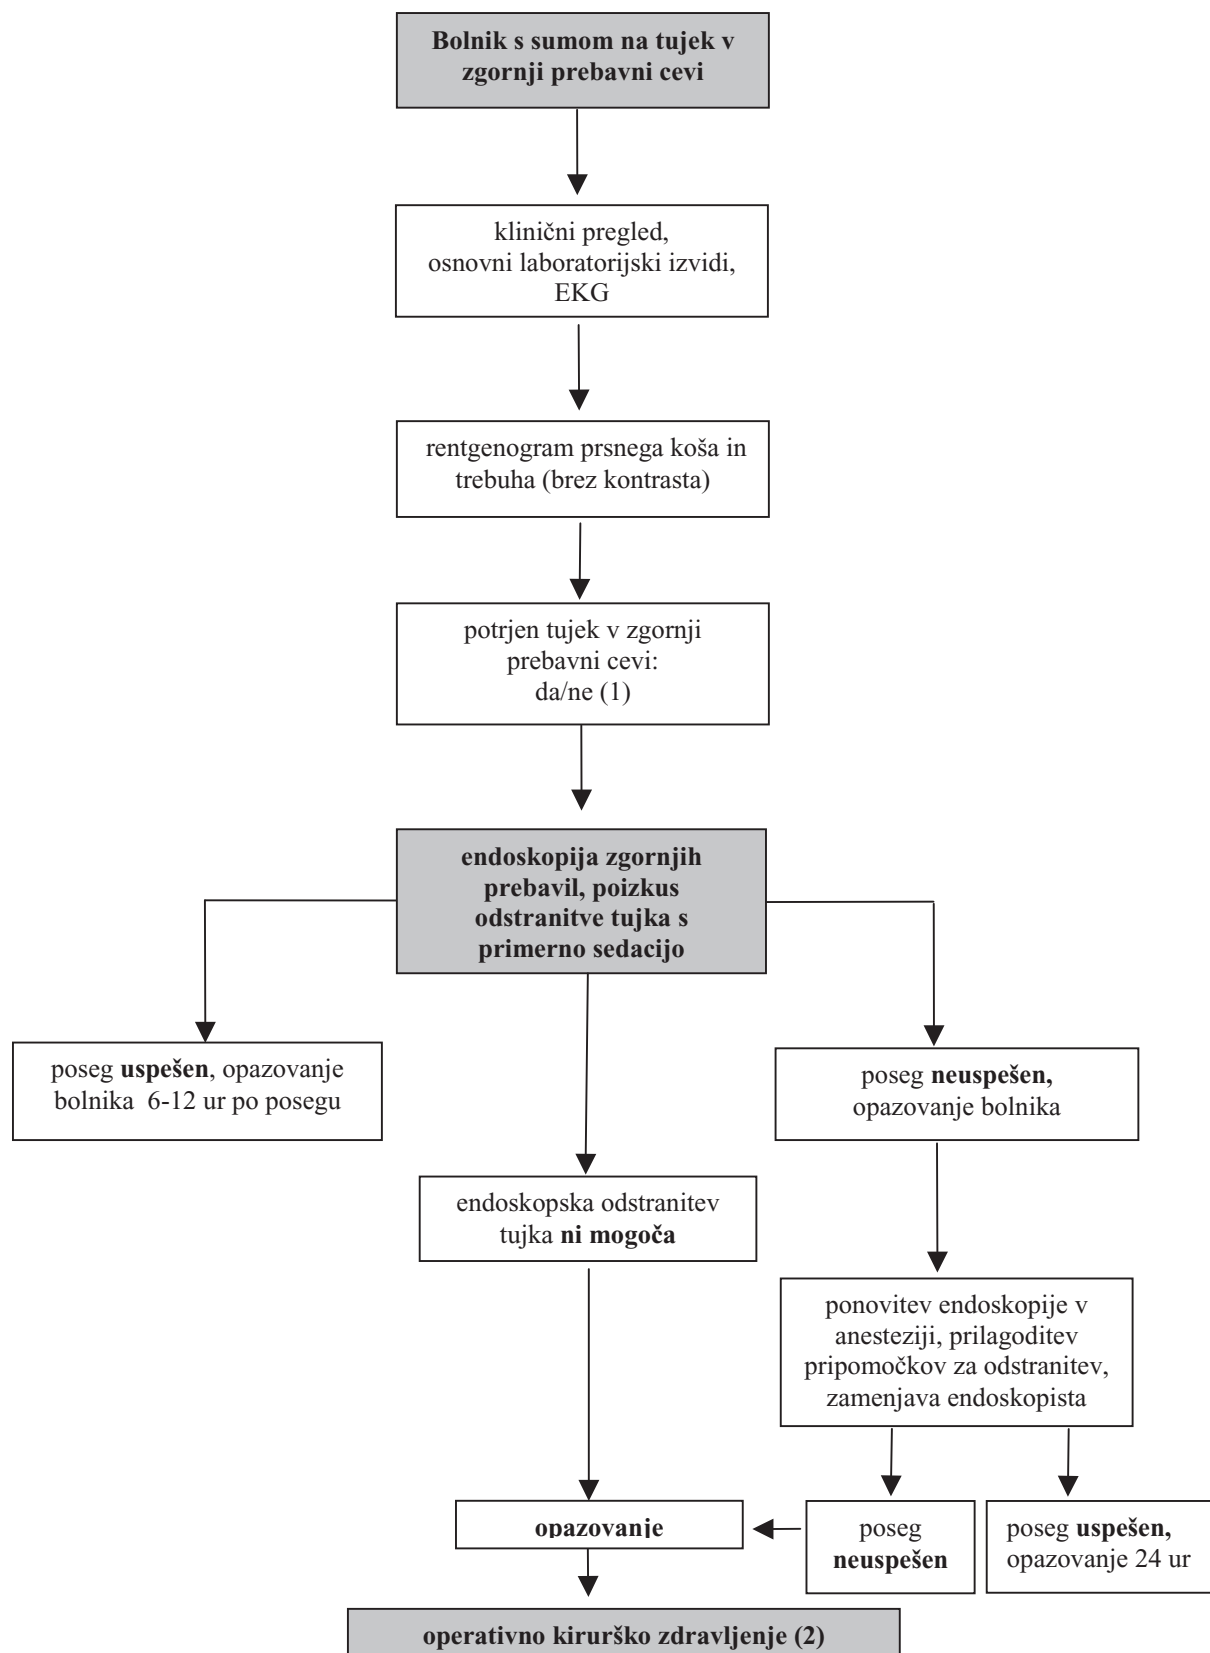 Bolnik s sumom na tujek v
zgornji prebavni cevi
klinični pregled,
osnovni laboratorijski izvidi,
EKG
rentgenogram prsnega koša in
trebuha (brez kontrasta)
potrjen tujek v zgornji
prebavni cevi:
da/ne (1)
endoskopija zgornjih
prebavil, poizkus
odstranitve tujka s
primerno sedacijo
poseg uspešen, opazovanje
bolnika 6-12 ur po posegu
poseg neuspešen,
opazovanje bolnika
endoskopska odstranitev
tujka ni mogoča
ponovitev endoskopije v
anesteziji, prilagoditev
pripomočkov za odstranitev,
zamenjava endoskopista
opazovanje
poseg
neuspešen
poseg uspešen,
opazovanje 24 ur
operativno kirurško zdravljenje (2)